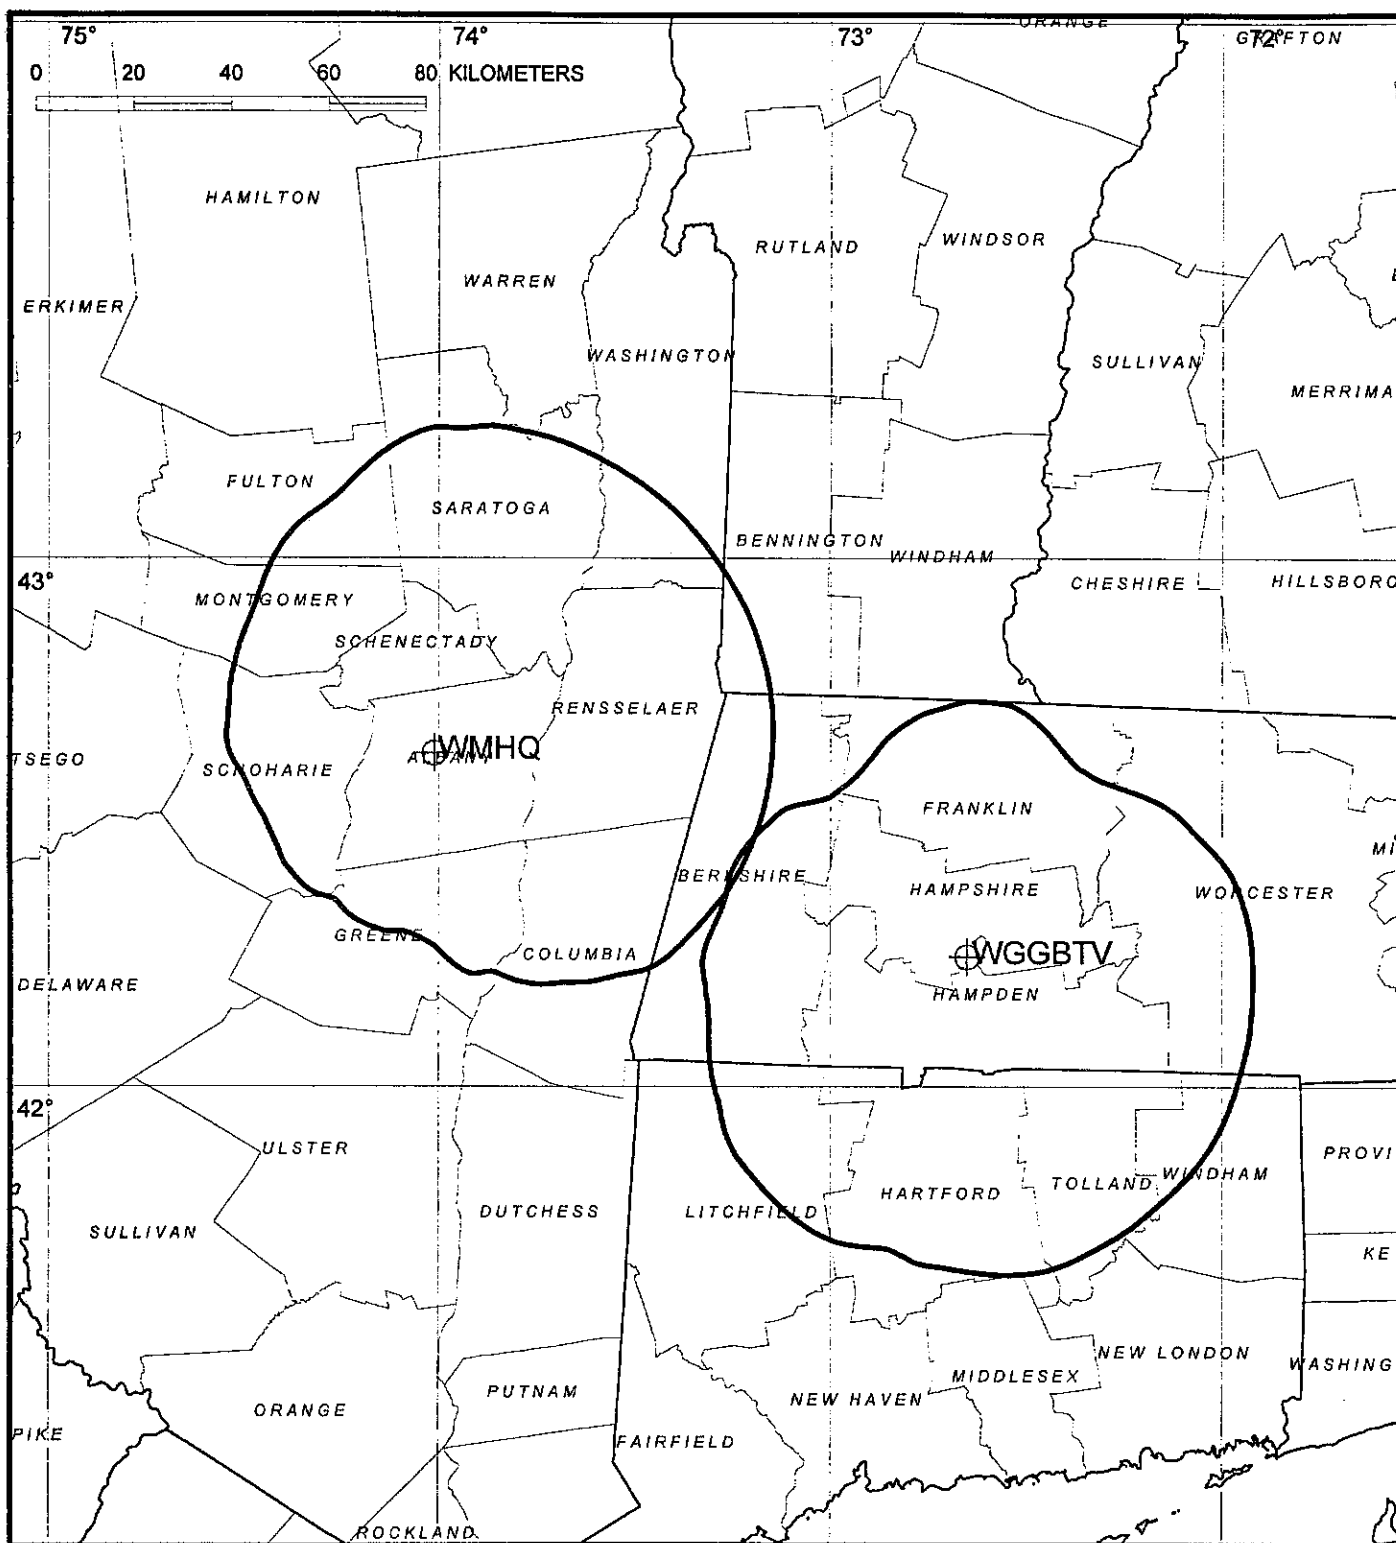 ORANGE
75°
74°
73°
72°
GRAFTON
0 20 40 60 80 KILOMETERS
HAMILTON
RUTLAND
WINDSOR
WARREN
ERKIMER
WASHINGTON
SULLIVAN
MERRIMA
FULTON
SARATOGA
BENNINGTON
WINDHAM
43°
CHESHIRE
HILLSBORO
MONTGOMERY
SCHENECTADY
RENSSELAER
WMHQ
ALBANY
TSEGO
SCHOHARIE
FRANKLIN
MI
BERKSHIRE
HAMPSHIRE
WORCESTER
GREENE
COLUMBIA
WGGBTV
DELAWARE
HAMPDEN
42°
ULSTER
PROVI
WINDHAM
TOLLAND
HARTFORD
DUTCHESS
LITCHFIELD
SULLIVAN
KE
NEW LONDON
WASHING
MIDDLESEX
PUTNAM
NEW HAVEN
ORANGE
PIKE
FAIRFIELD
ROCKLAND